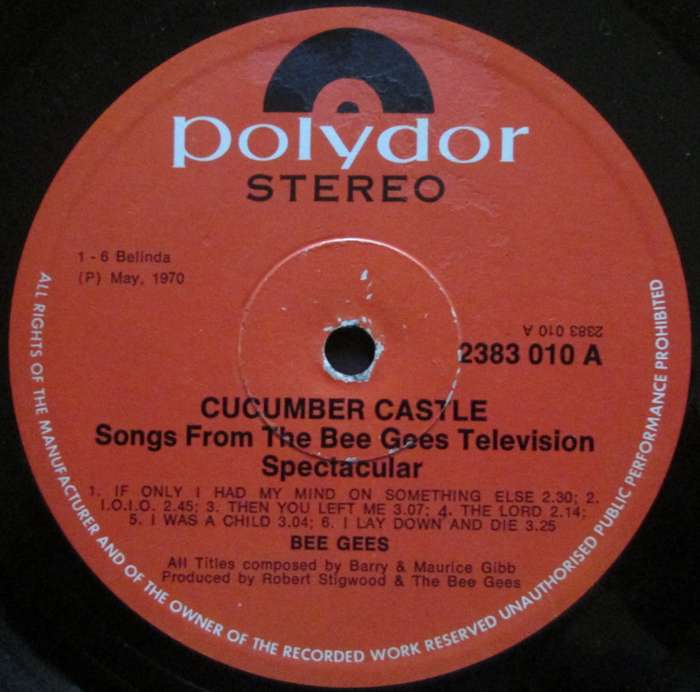 polydor
STEREO
1 - 6 Belinda
(P) May, 1970
2383 010 A
2383 010 A
CUCUMBER CASTLE
Songs From The Bee Gees Television
Spectacular
1. IF ONLY I HAD MY MIND ON SOMETHING ELSE 2.30; 2.
I.O.I.O. 2.45; 3. THEN YOU LEFT ME 3.07; 4. THE LORD 2.14;
5. I WAS A CHILD 3.04; 6. I LAY DOWN AND DIE 3.25
BEE GEES
All Titles composed by Barry & Maurice Gibb
Produced by Robert Stigwood & The Bee Gees
ALL RIGHTS OF THE MANUFACTURER AND OF THE OWNER OF THE RECORDED WORK RESERVED UNAUTHORISED PUBLIC PERFORMANCE PROHIBITED